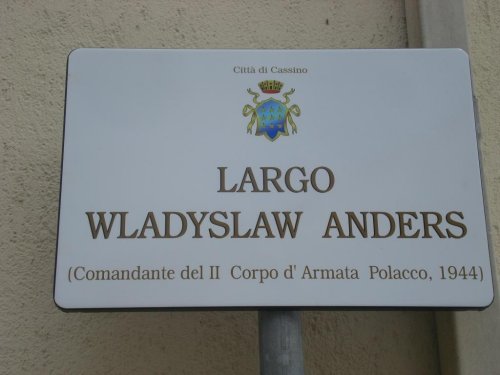 Città di Cassino
LARGO
WLADYSLAW ANDERS
(Comandante del II Corpo d' Armata Polacco, 1944)